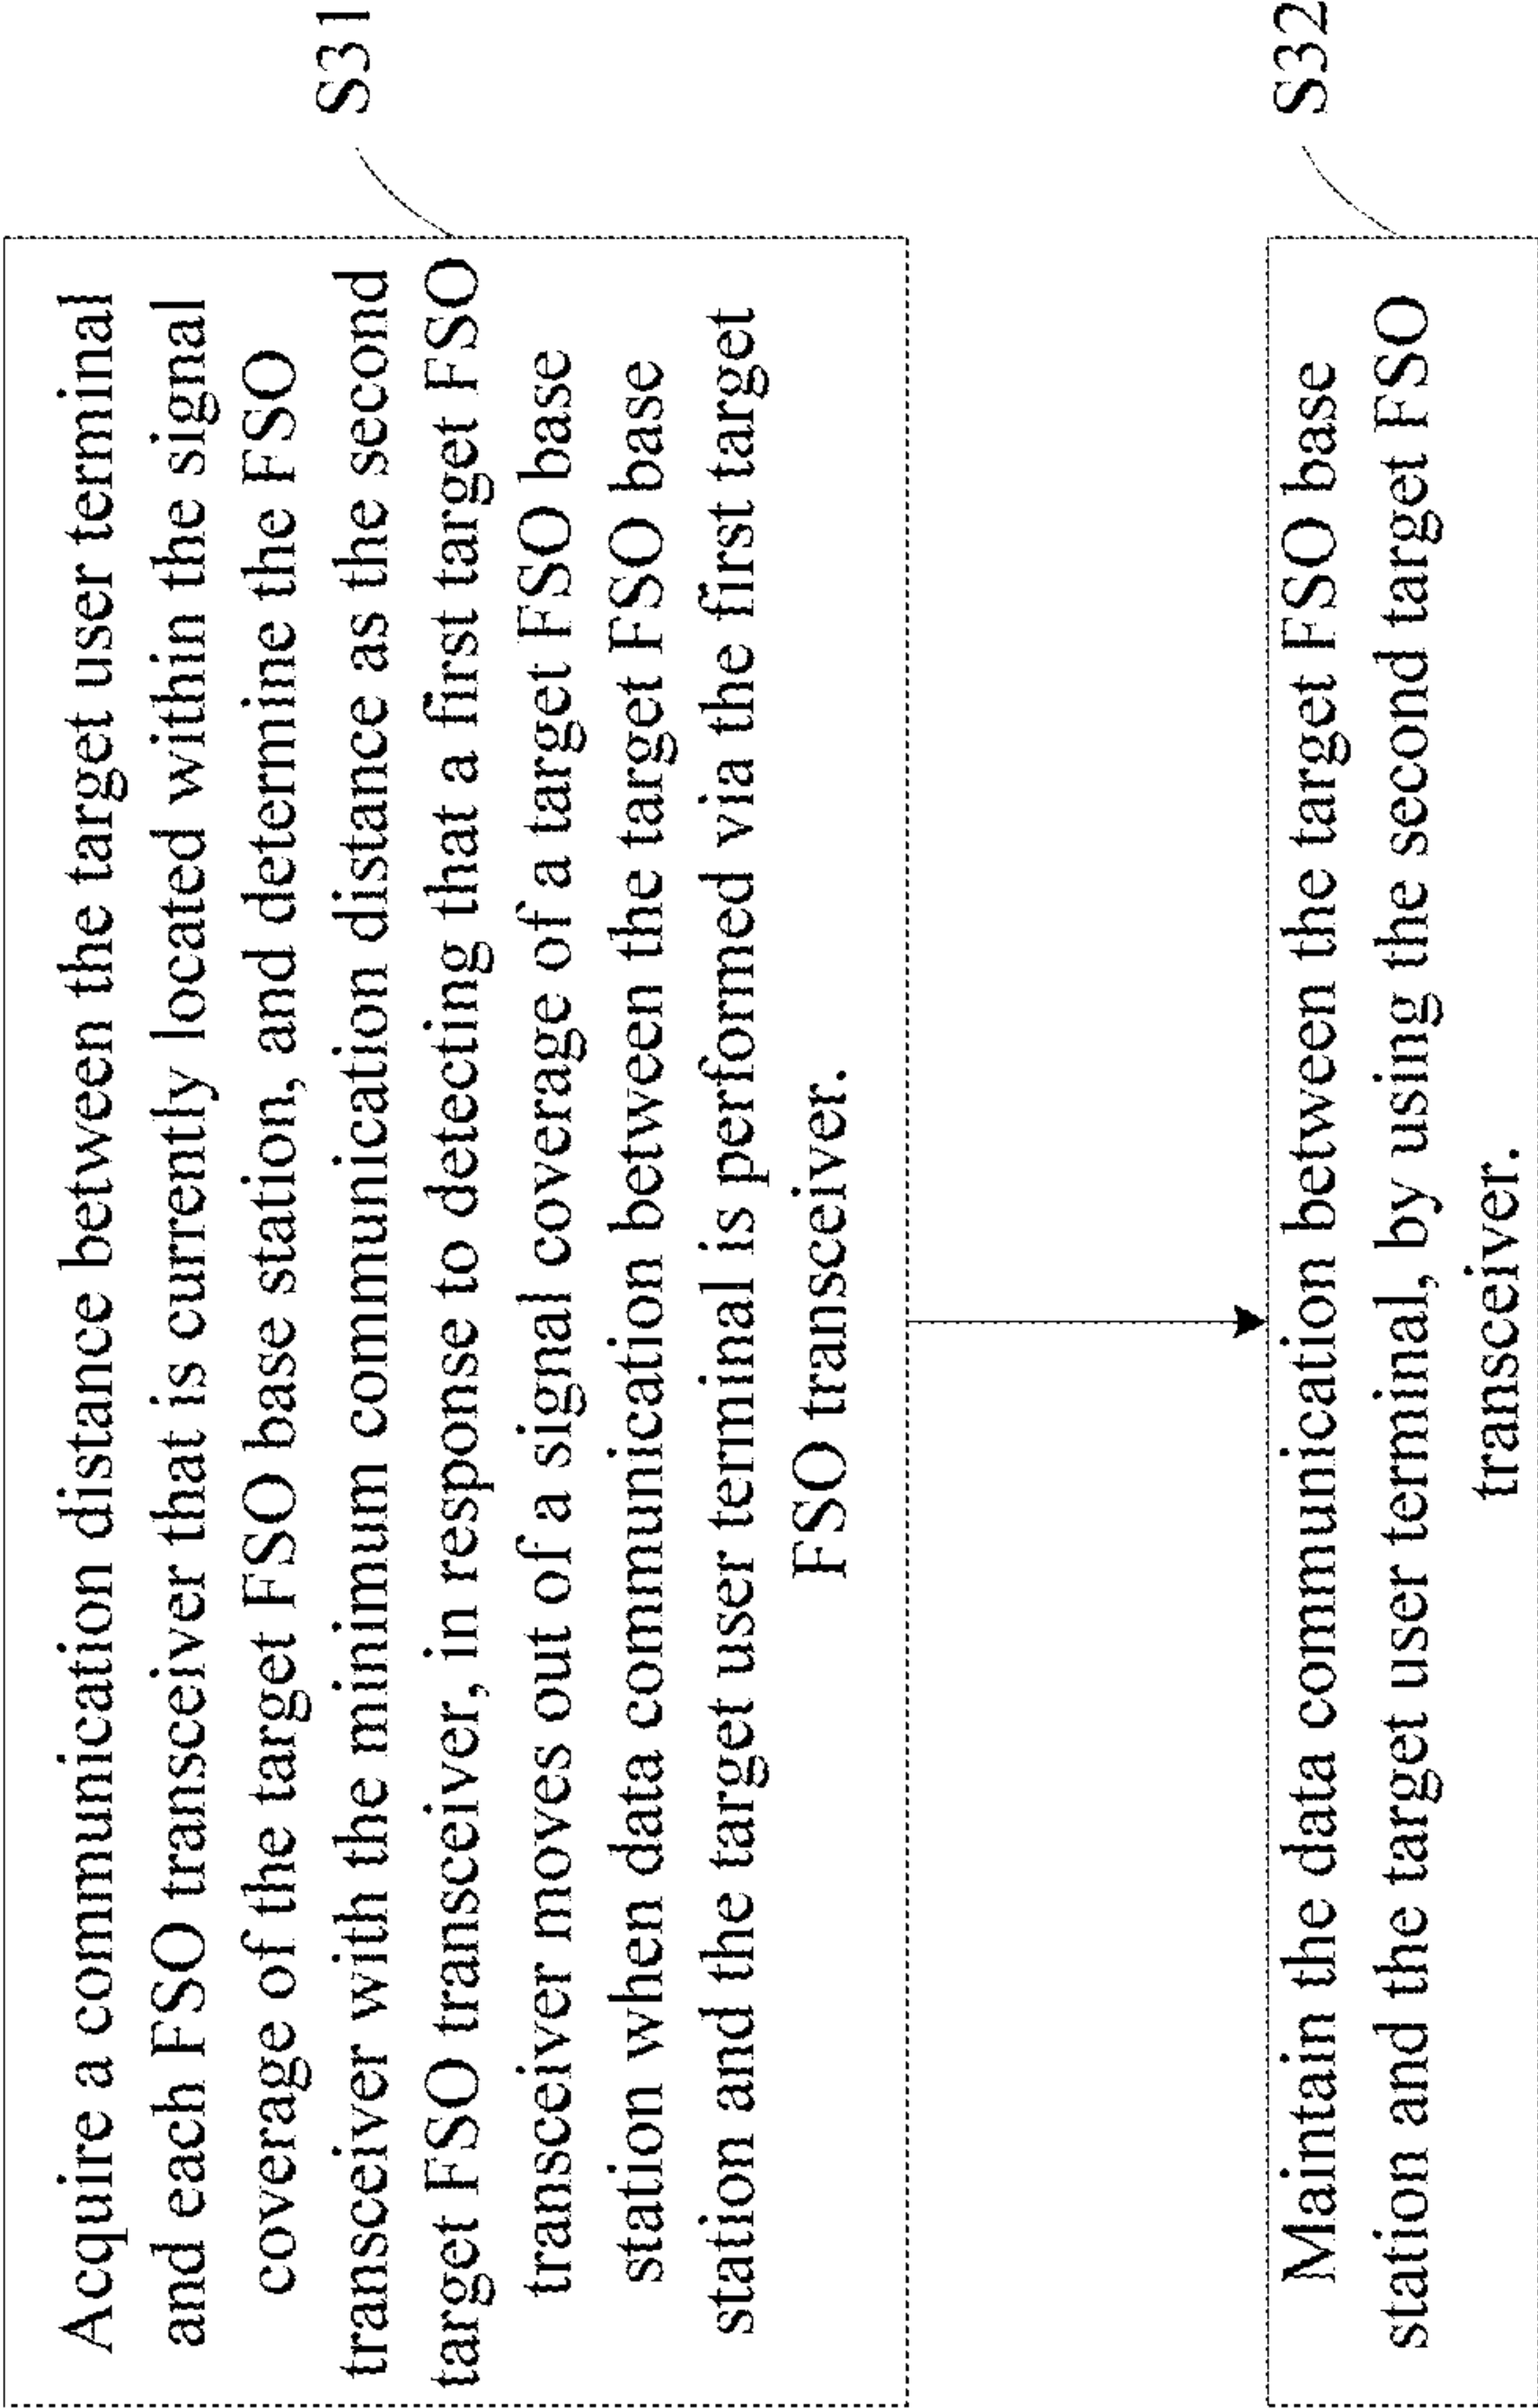 Acquire a communication distance between the target user terminal
and each FSO transceiver that is currently located within the signal
coverage of the target FSO base station, and determine the FSO
transceiver with the minimum communication distance as the second
target FSO transceiver, in response to detecting that a first target FSO
transceiver moves out of a signal coverage of a target FSO base
station when data communication between the target FSO base
station and the target user terminal is performed via the first target
FSO transceiver.
S31
Maintain the data communication between the target FSO base
station and the target user terminal, by using the second target FSO
transceiver.
S32